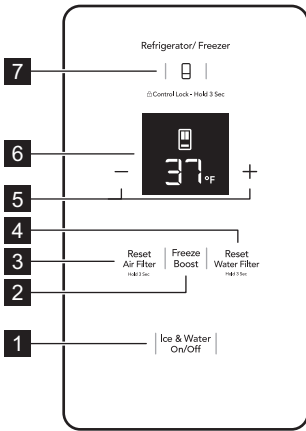 7
Refrigerator/ Freezer
Control Lock - Hold 3 Sec
6
37°F
- +
5
4
3
Reset Air Filter
Hold 3 Sec
Freeze Boost
Reset Water Filter
Hold 3 Sec
2
1
Ice & Water
On/Off